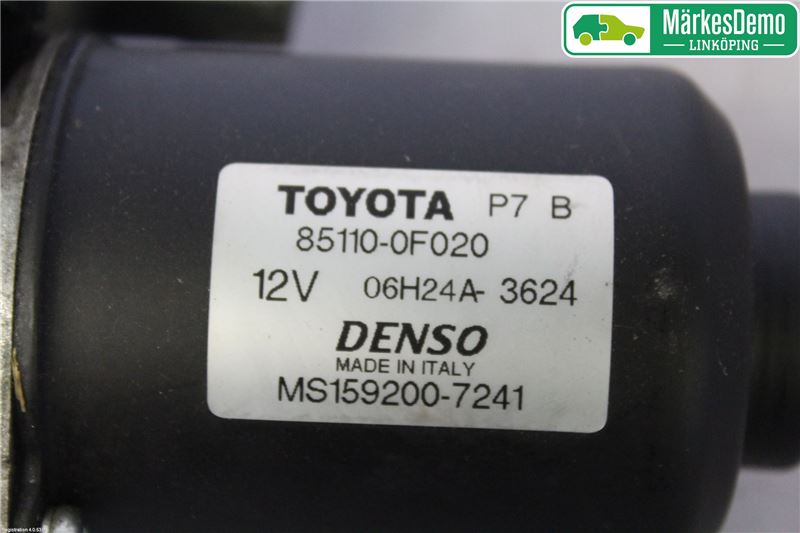 MärkesDemo
LINKÖPING
TOYOTA P7 B
85110-0F020
12V 06H24A- 3624
DENSO
MADE IN ITALY
MS159200-7241